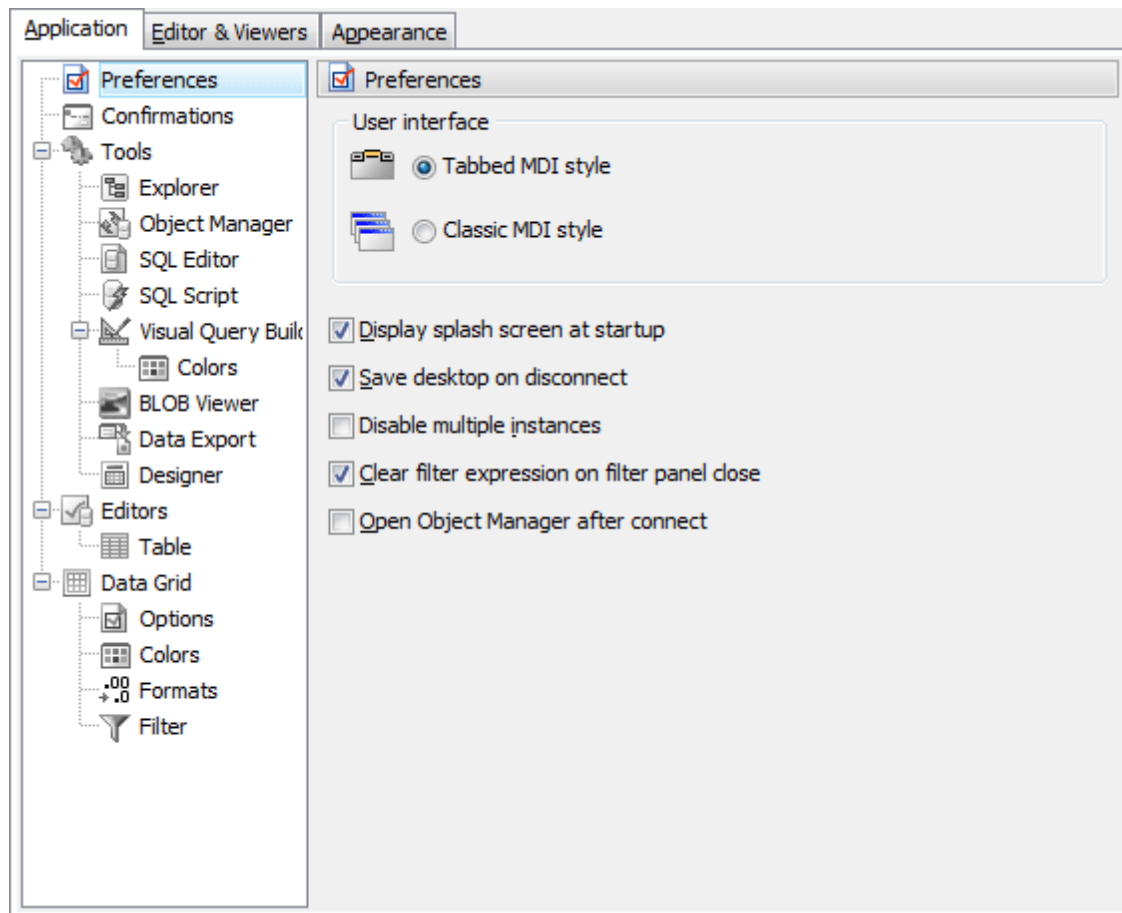 Application Editor & Viewers Appearance
Preferences
Confirmations
Tools
Explorer
Object Manager
SQL Editor
SQL Script
Visual Query Builc
Colors
BLOB Viewer
Data Export
Designer
Editors
Table
Data Grid
Options
Colors
Formats
Filter
Preferences
User interface
Tabbed MDI style
Classic MDI style
Display splash screen at startup
Save desktop on disconnect
Disable multiple instances
Clear filter expression on filter panel close
Open Object Manager after connect